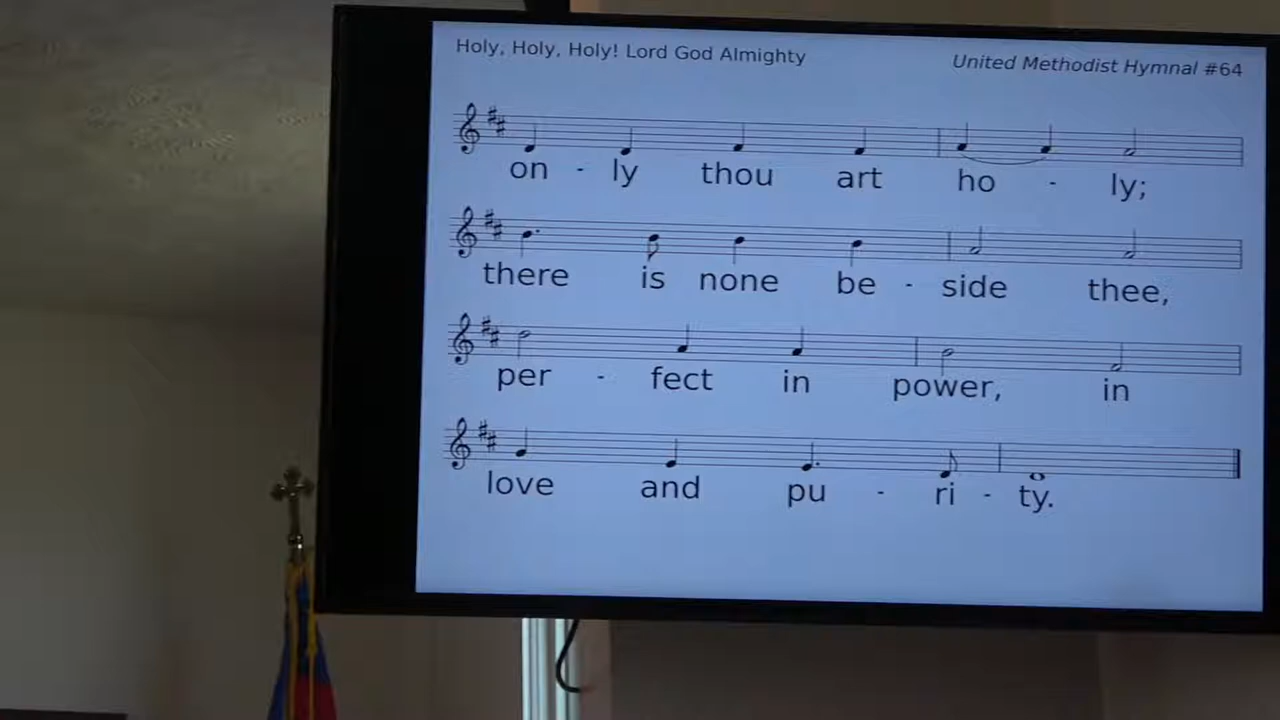 Holy, Holy, Holy! Lord God Almighty
United Methodist Hymnal #64
on - ly thou art ho - ly;
there is none be - side thee,
per - fect in power, in
love and pu - ri - ty.